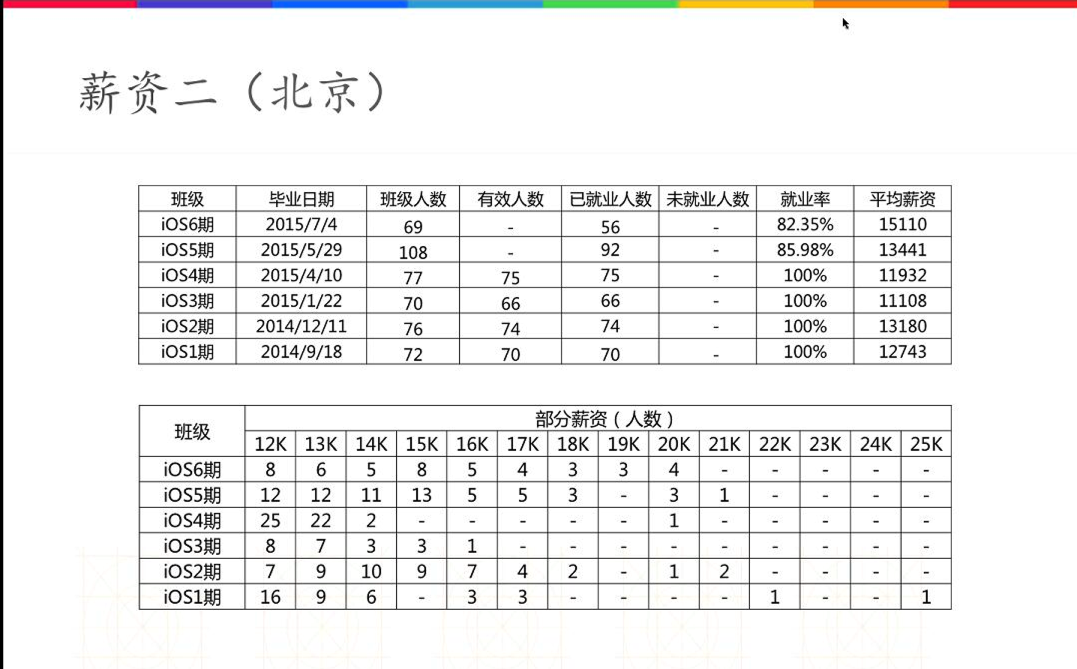 薪资二（北京）
班级 毕业日期 班级人数 有效人数 已就业人数 未就业人数 就业率 平均薪资
iOS6期 2015/7/4 69 - 56 - 82.35% 15110
iOS5期 2015/5/29 108 - 92 - 85.98% 13441
iOS4期 2015/4/10 77 75 75 - 100% 11932
iOS3期 2015/1/22 70 66 66 - 100% 11108
iOS2期 2014/12/11 76 74 74 - 100% 13180
iOS1期 2014/9/18 72 70 70 - 100% 12743
班级 部分薪资（人数）
12K 13K 14K 15K 16K 17K 18K 19K 20K 21K 22K 23K 24K 25K
iOS6期 8 6 5 8 5 4 3 3 4 - - - - -
iOS5期 12 12 11 13 5 5 3 - 3 1 - - - -
iOS4期 25 22 2 - - - - - 1 - - - - -
iOS3期 8 7 3 3 1 - - - - - - - - -
iOS2期 7 9 10 9 7 4 2 - 1 2 - - - -
iOS1期 16 9 6 - 3 3 - - - - 1 - - 1